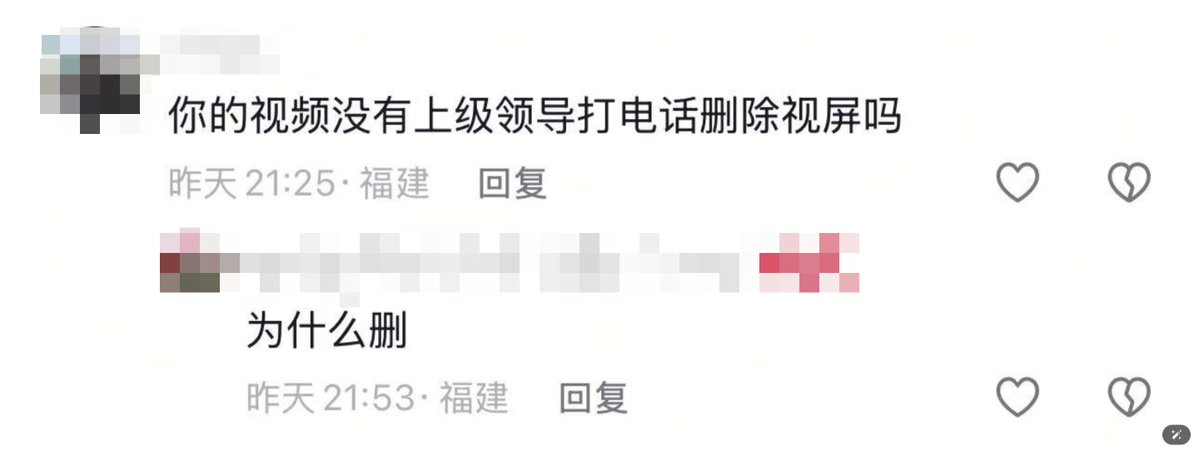 你的视频没有上级领导打电话删除视屏吗
昨天 21:25 · 福建 回复
为什么删
昨天 21:53 · 福建 回复